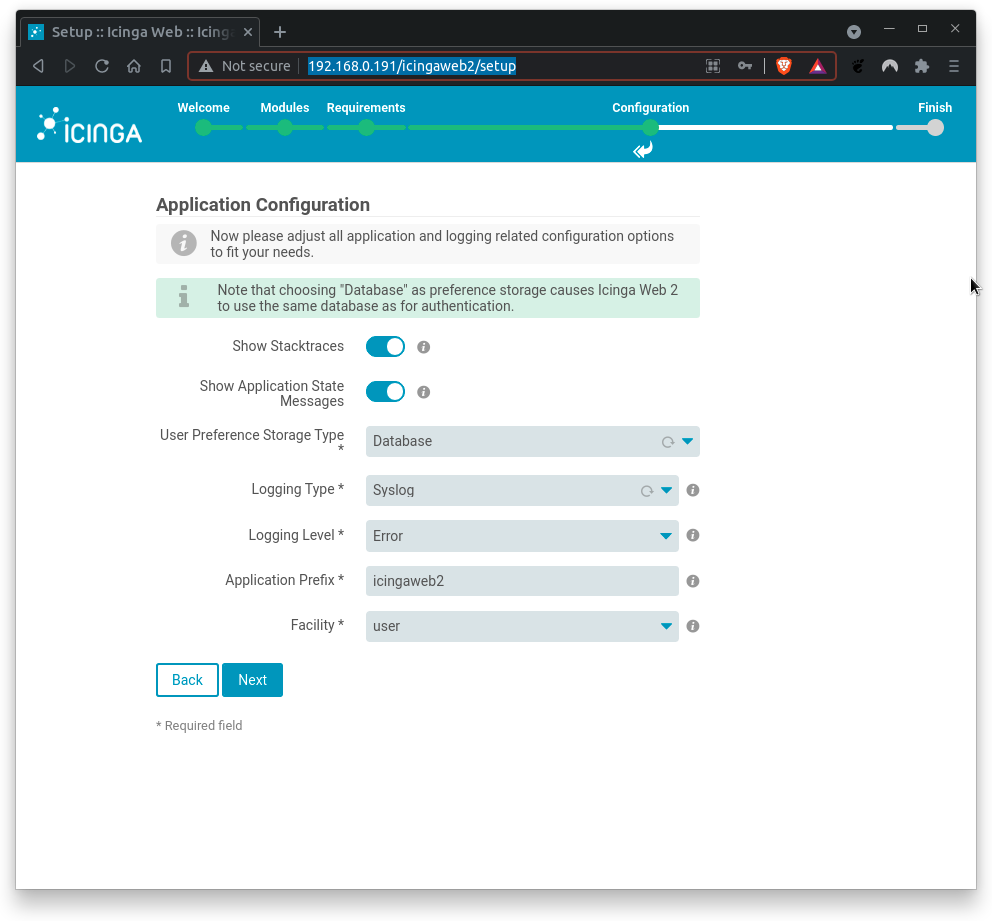 Setup :: Icinga Web :: Icing
Not secure
192.168.0.191/icingaweb2/setup
ICINGA
Welcome
Modules
Requirements
Configuration
Finish
Application Configuration
Now please adjust all application and logging related configuration options
to fit your needs.
Note that choosing "Database" as preference storage causes Icinga Web 2
to use the same database as for authentication.
Show Stacktraces
Show Application State
Messages
User Preference Storage Type
*
Database
Logging Type *
Syslog
Logging Level *
Error
Application Prefix *
icingaweb2
Facility *
user
Back
Next
* Required field